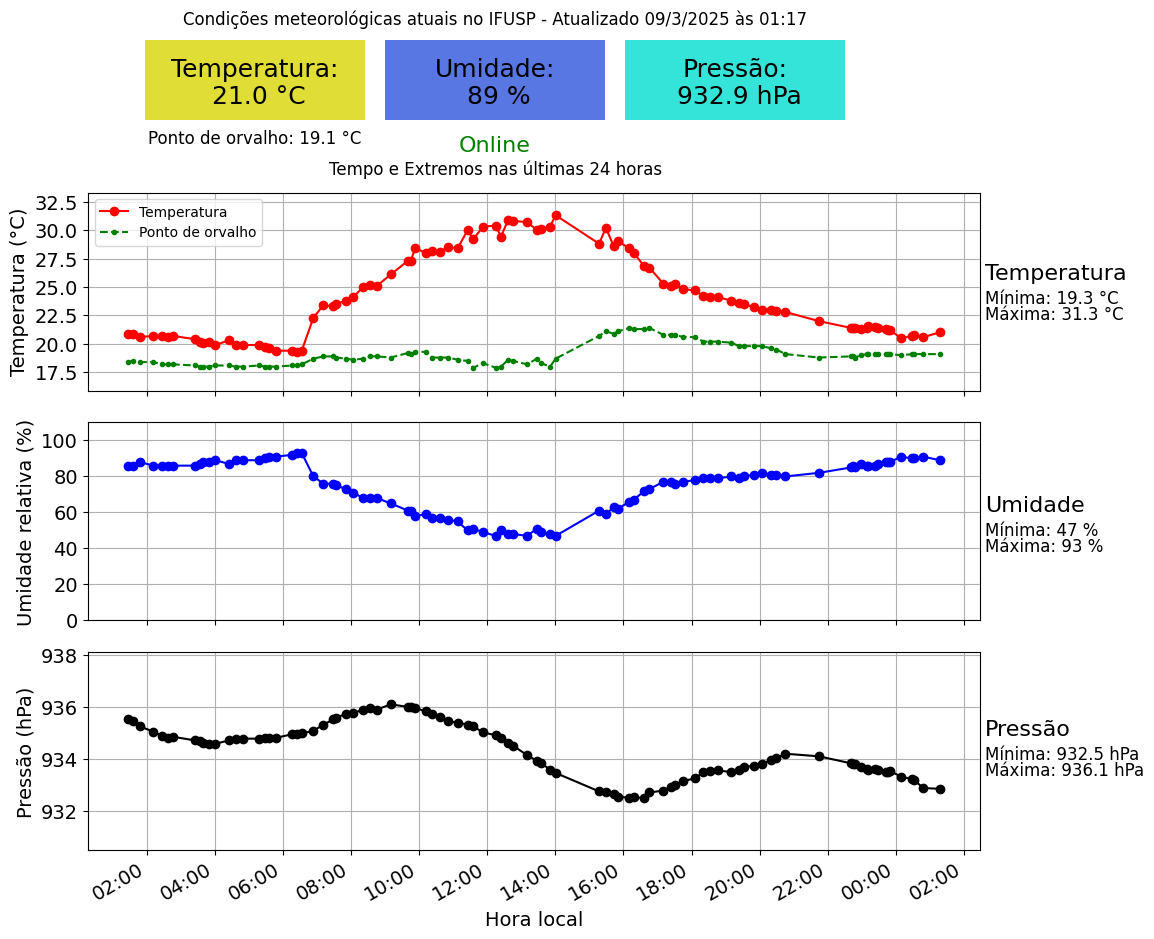 Condições meteorológicas atuais no IFUSP - Atualizado 09/3/2025 às 01:17
Temperatura:
21.0 °C
Umidade:
89 %
Pressão:
932.9 hPa
Ponto de orvalho: 19.1 °C
Online
Tempo e Extremos nas últimas 24 horas
Temperatura (°C)
32.5
30.0
27.5
25.0
22.5
20.0
17.5
Temperatura
Ponto de orvalho
Temperatura
Mínima: 19.3 °C
Máxima: 31.3 °C
Umidade relativa (%)
100
80
60
40
20
0
Umidade
Mínima: 47 %
Máxima: 93 %
Pressão (hPa)
938
936
934
932
Pressão
Mínima: 932.5 hPa
Máxima: 936.1 hPa
02:00
04:00
06:00
08:00
10:00
12:00
14:00
16:00
18:00
20:00
22:00
00:00
02:00
Hora local